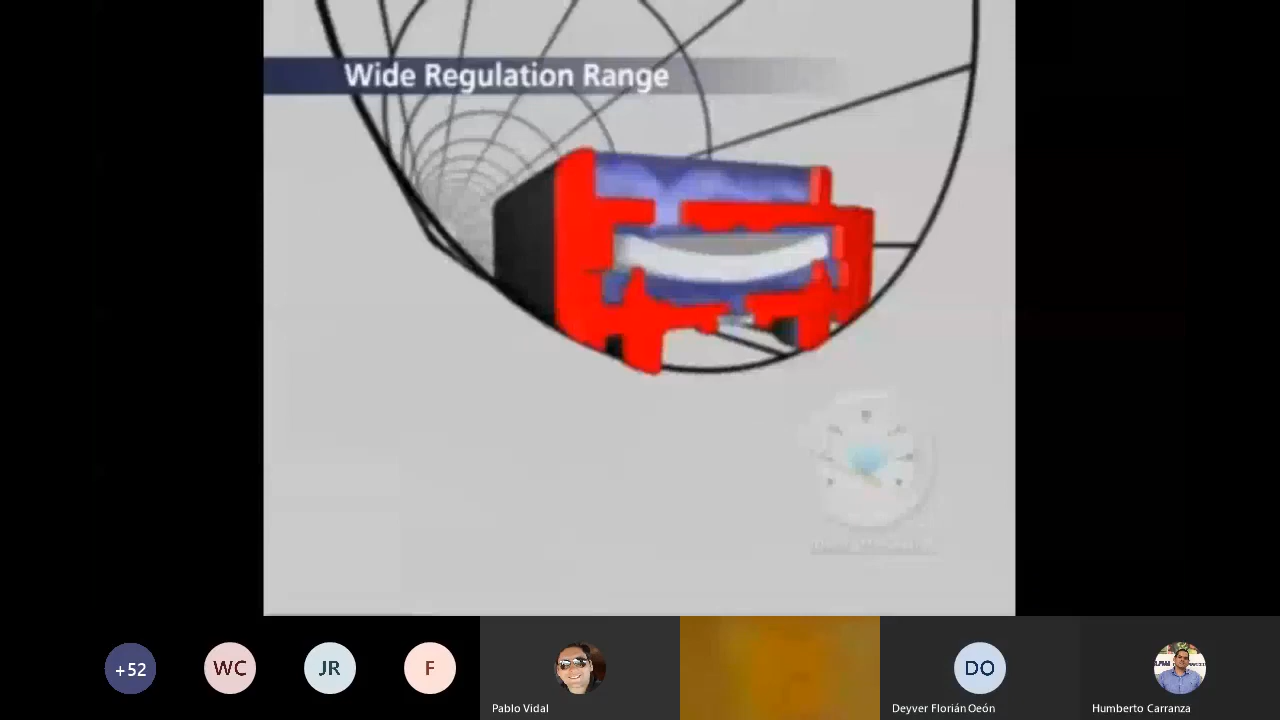 Wide Regulation Range
+52
WC
JR
F
DO
Pablo Vidal
Deyver Florián Oeón
Humberto Carranza